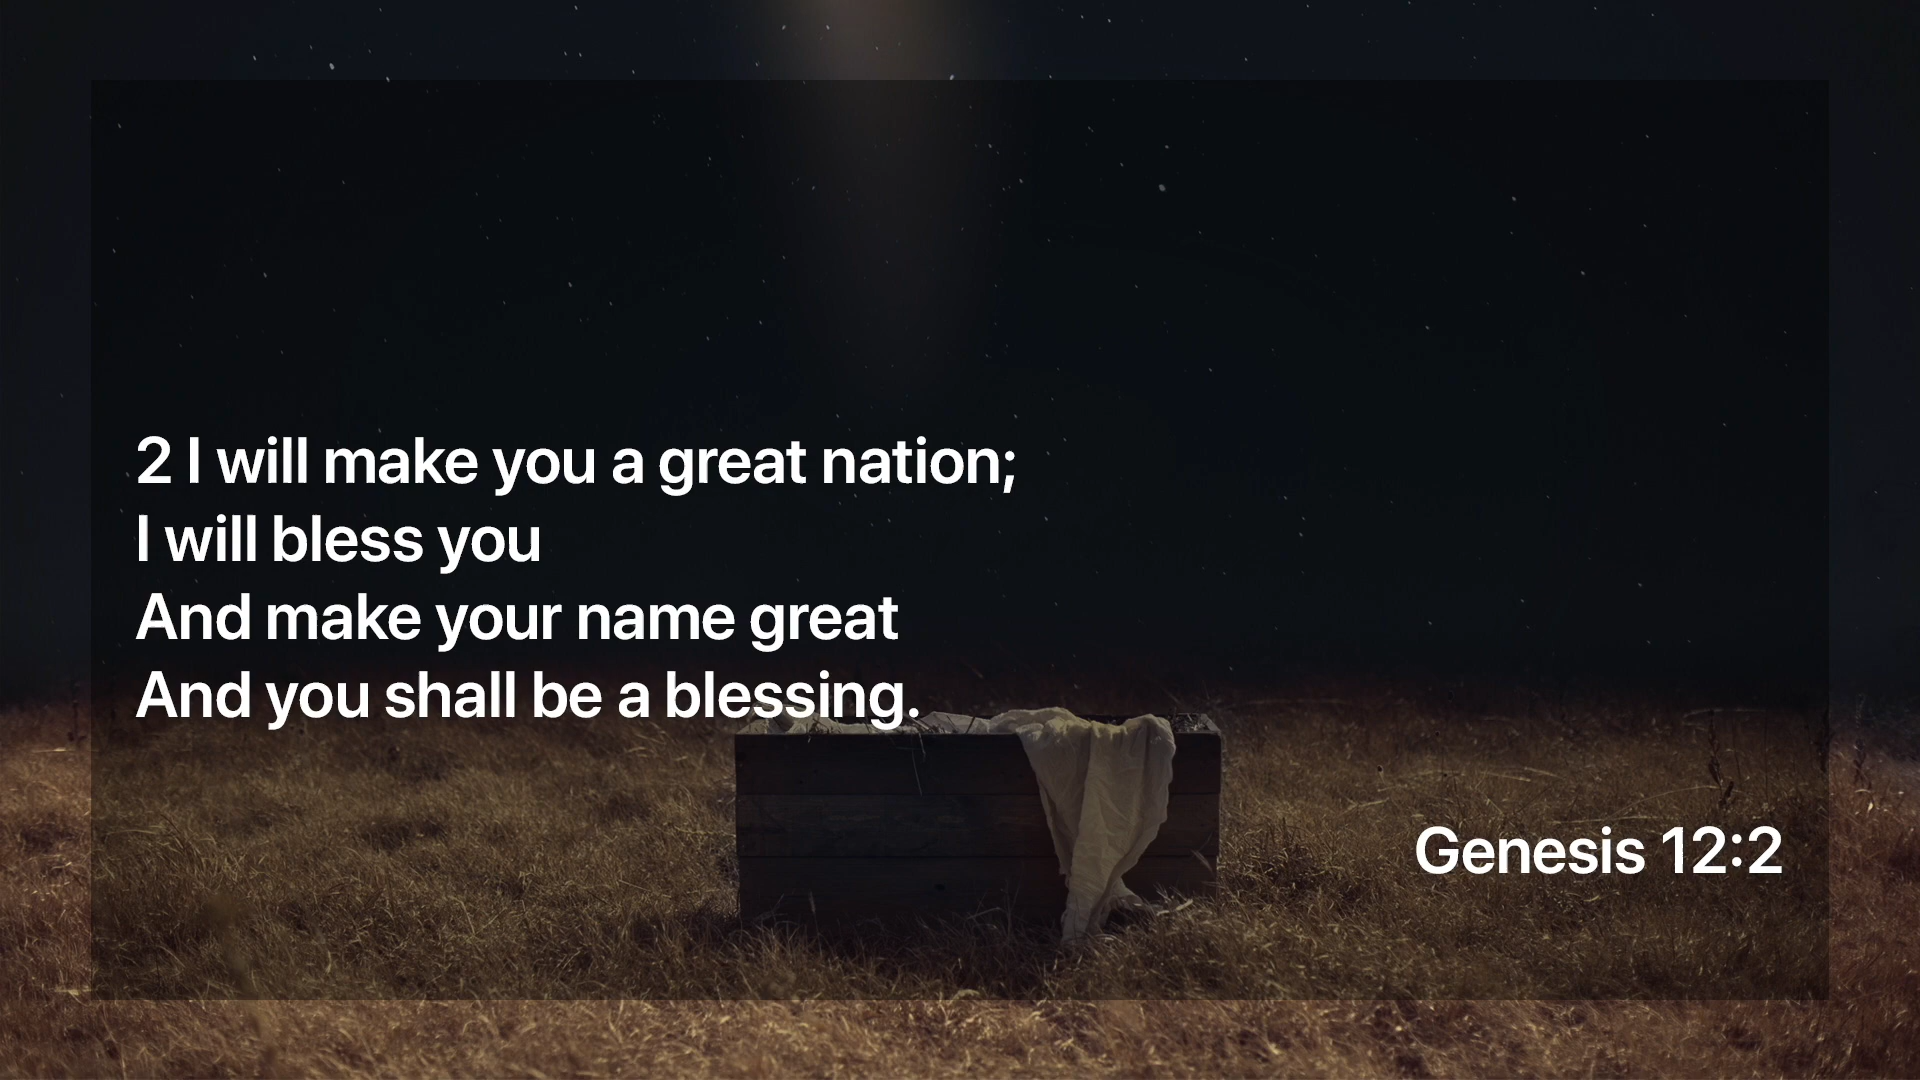 2 I will make you a great nation;
I will bless you
And make your name great
And you shall be a blessing.
Genesis 12:2